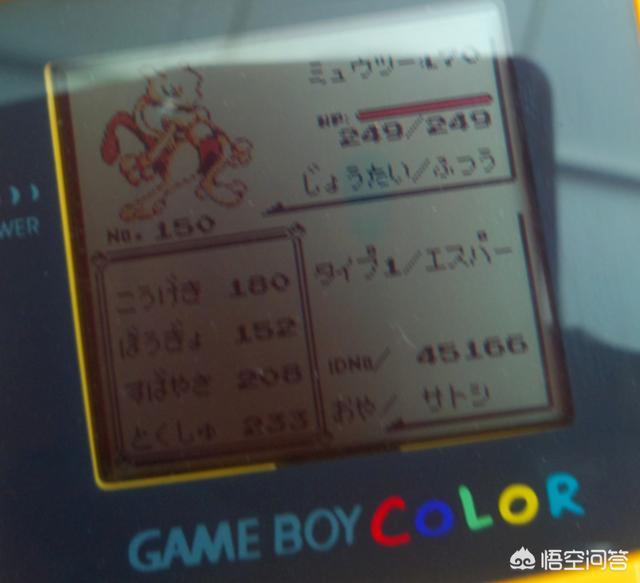 ミュウツー :L70
HP:
249/249
じょうたい/ふつう
No. 150
タイプ1/エスパー
こうげき 180
ぼうぎょ 152
すばやさ 208
とくしゅ 233
IDNo/ 45166
おや/ サトシ
WER
GAME BOY COLOR
悟空问答